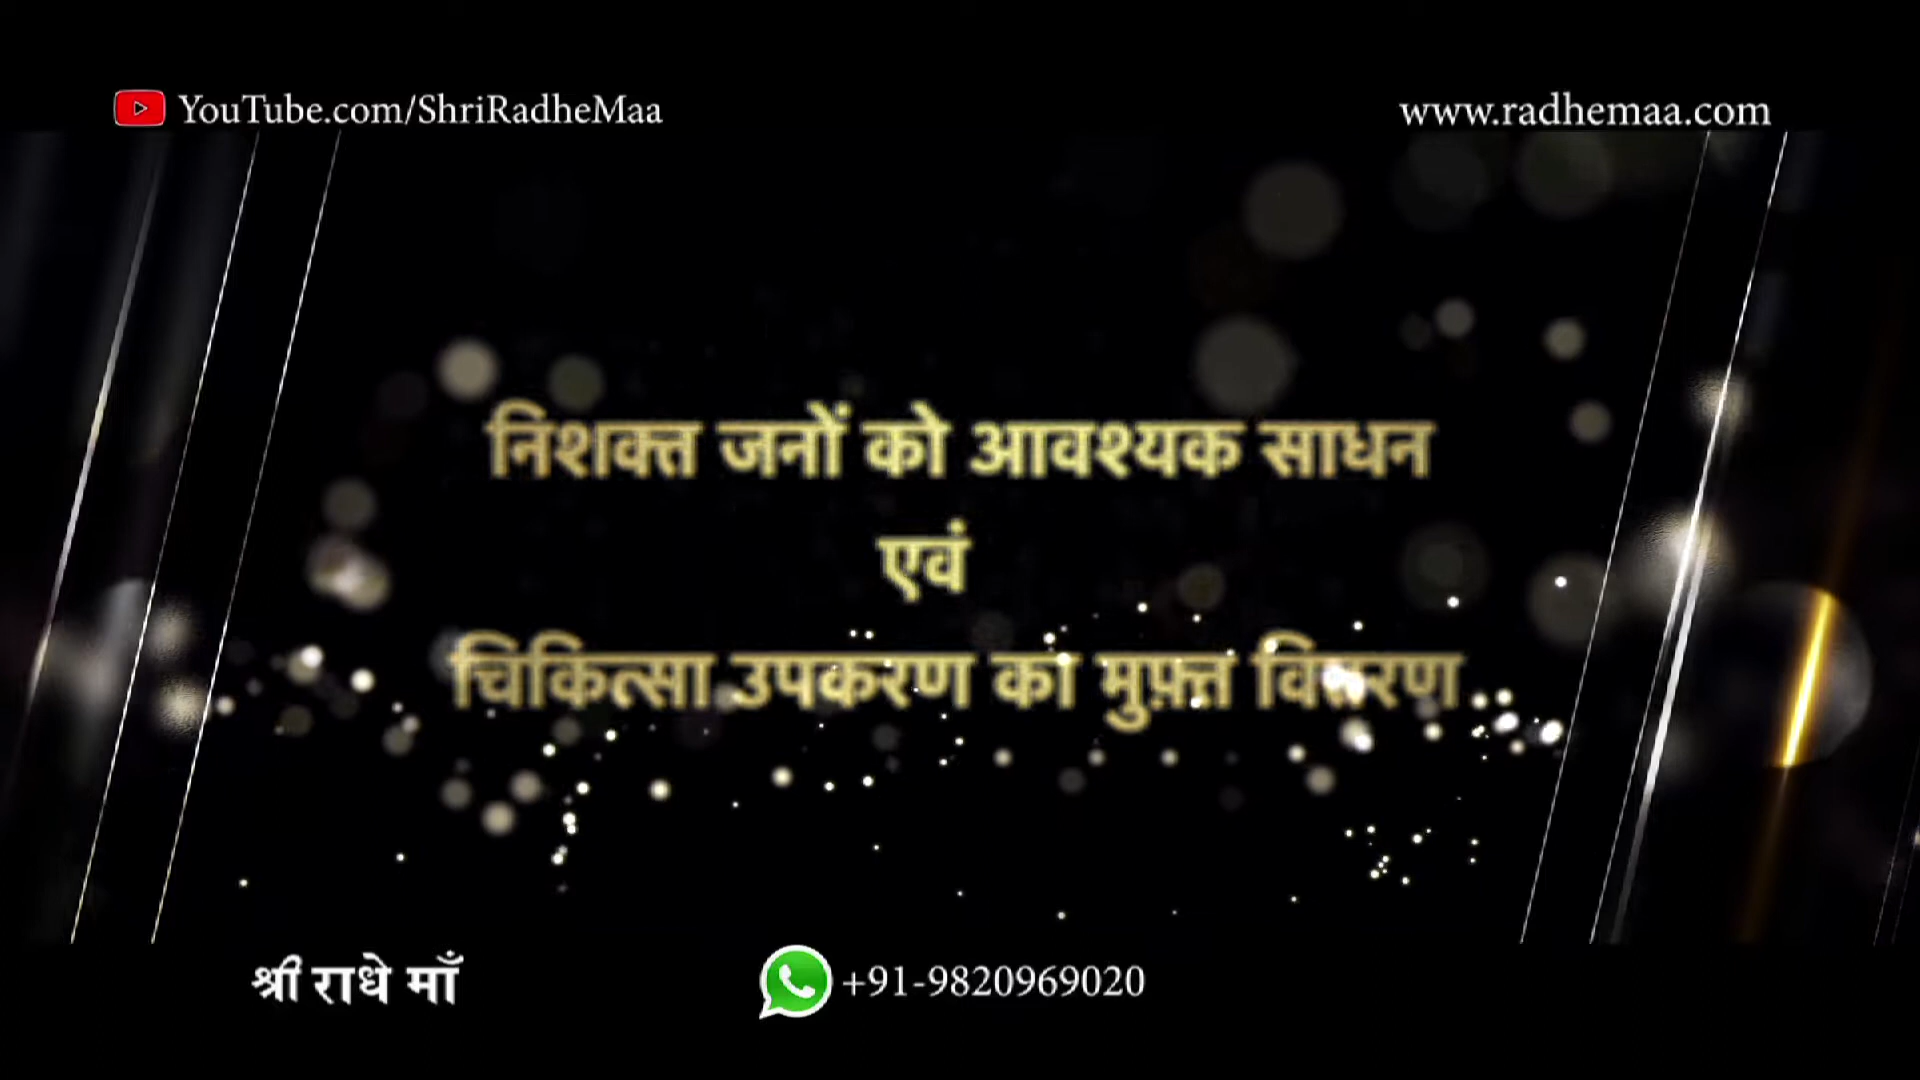 YouTube.com/ShriRadheMaa
www.radhemaa.com
निशक्त जनों को आवश्यक साधन
एवं
चिकित्सा उपकरण का मुफ़्त वितरण
श्री राधे माँ
+91-9820969020